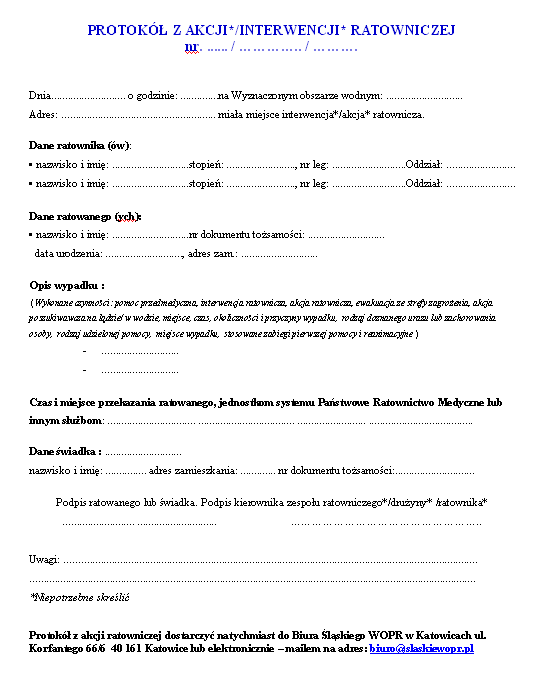 PROTOKÓŁ Z AKCJI*/INTERWENCJI* RATOWNICZEJ
nr. ...... / ………….. / ……….
Dnia.......................... o godzinie: .............na Wyznaczonym obszarze wodnym: ...........................
Adres: ...................................................... miała miejsce interwencja*/akcja* ratownicza.
Dane ratownika (ów):
• nazwisko i imię: ...........................stopień: ........................, nr leg: ..........................Oddział: .........................
• nazwisko i imię: ...........................stopień: ........................, nr leg: ..........................Oddział: .........................
Dane ratowanego (ych):
• nazwisko i imię: ...........................nr dokumentu tożsamości: ...........................
data urodzenia: ..........................., adres zam.: ...........................
Opis wypadku :
(Wykonane czynności: pomoc przedmedyczna, interwencja ratownicza, akcja ratownicza, ewakuacja ze strefy zagrożenia, akcja
poszukiwawcza na lądzie/ w wodzie, miejsce, czas, okoliczności i przyczyny wypadku, rodzaj doznanego urazu lub zachorowania
osoby, rodzaj udzielonej pomocy, miejsce wypadku, stosowane zabiegi pierwszej pomocy i reanimacyjne )
- ...........................
- ...........................
Czas i miejsce przekazania ratowanego, jednostkom systemu Państwowe Ratownictwo Medyczne lub
innym służbom: ............................... .................................. ........................ .....................................
Dane świadka : ...........................
nazwisko i imię: .............. adres zamieszkania: ............ nr dokumentu tożsamości:............................
Podpis ratowanego lub świadka. Podpis kierownika zespołu ratowniczego*/drużyny* /ratownika*
...................................................... ……………………………………………..
Uwagi: ..................................................................................................................................................
............................................................................................................................................................
*Niepotrzebne skreślić
Protokół z akcji ratowniczej dostarczyć natychmiast do Biura Śląskiego WOPR w Katowicach ul.
Korfantego 66/6 40 161 Katowice lub elektronicznie – mailem na adres: biuro@slaskiewopr.pl